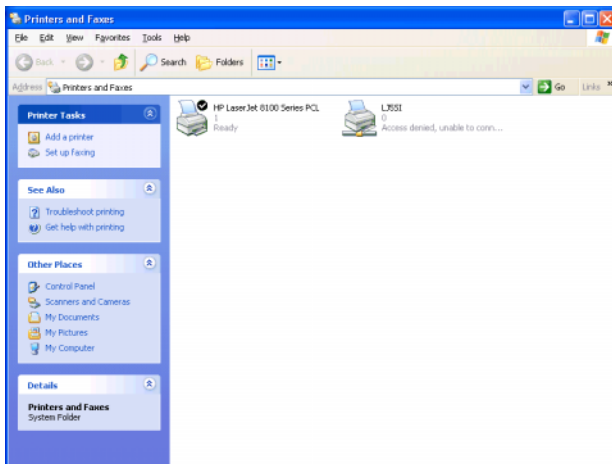 Printers and Faxes
File Edit View Favorites Tools Help
Back Search Folders
Address Printers and Faxes Go Links »
Printer Tasks
Add a printer
Set up faxing
See Also
Troubleshoot printing
Get help with printing
Other Places
Control Panel
Scanners and Cameras
My Documents
My Pictures
My Computer
Details
Printers and Faxes
System Folder
HP LaserJet 8100 Series PCL
1
Ready
LJ5SI
0
Access denied, unable to conn...